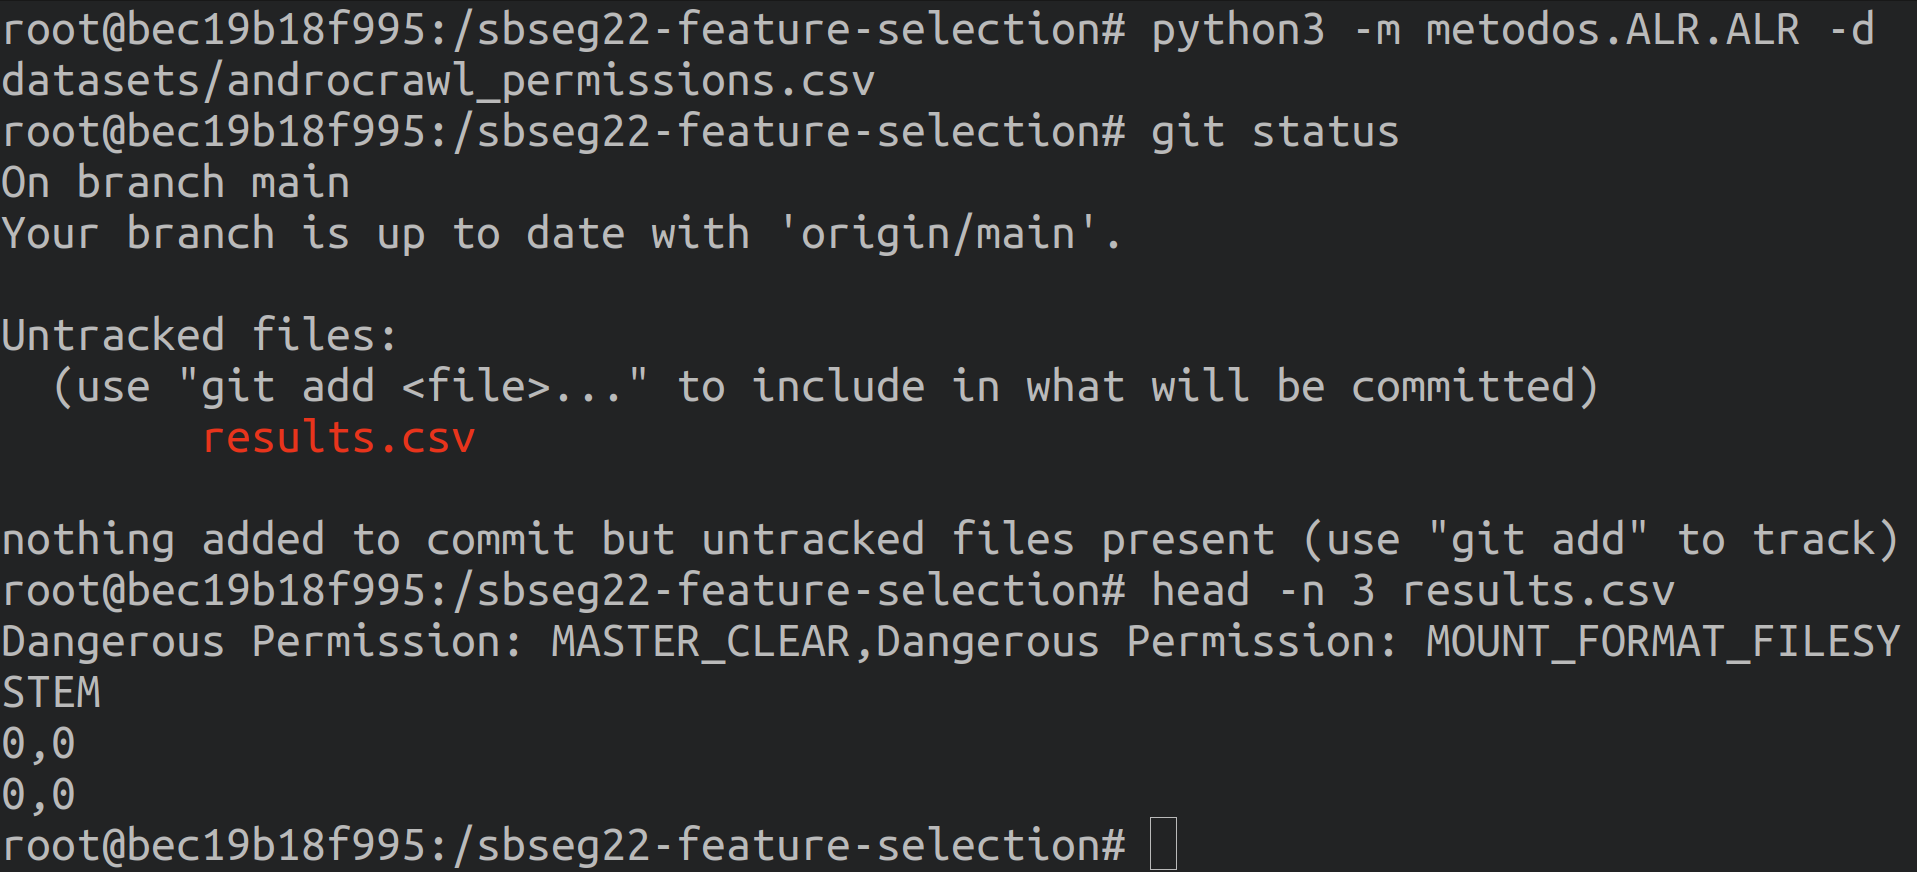 root@bec19b18f995:/sbseg22-feature-selection# python3 -m metodos.ALR.ALR -d
datasets/androcrawl_permissions.csv
root@bec19b18f995:/sbseg22-feature-selection# git status
On branch main
Your branch is up to date with 'origin/main'.

Untracked files:
  (use "git add <file>..." to include in what will be committed)
        results.csv

nothing added to commit but untracked files present (use "git add" to track)
root@bec19b18f995:/sbseg22-feature-selection# head -n 3 results.csv
Dangerous Permission: MASTER_CLEAR,Dangerous Permission: MOUNT_FORMAT_FILESY
STEM
0,0
0,0
root@bec19b18f995:/sbseg22-feature-selection#